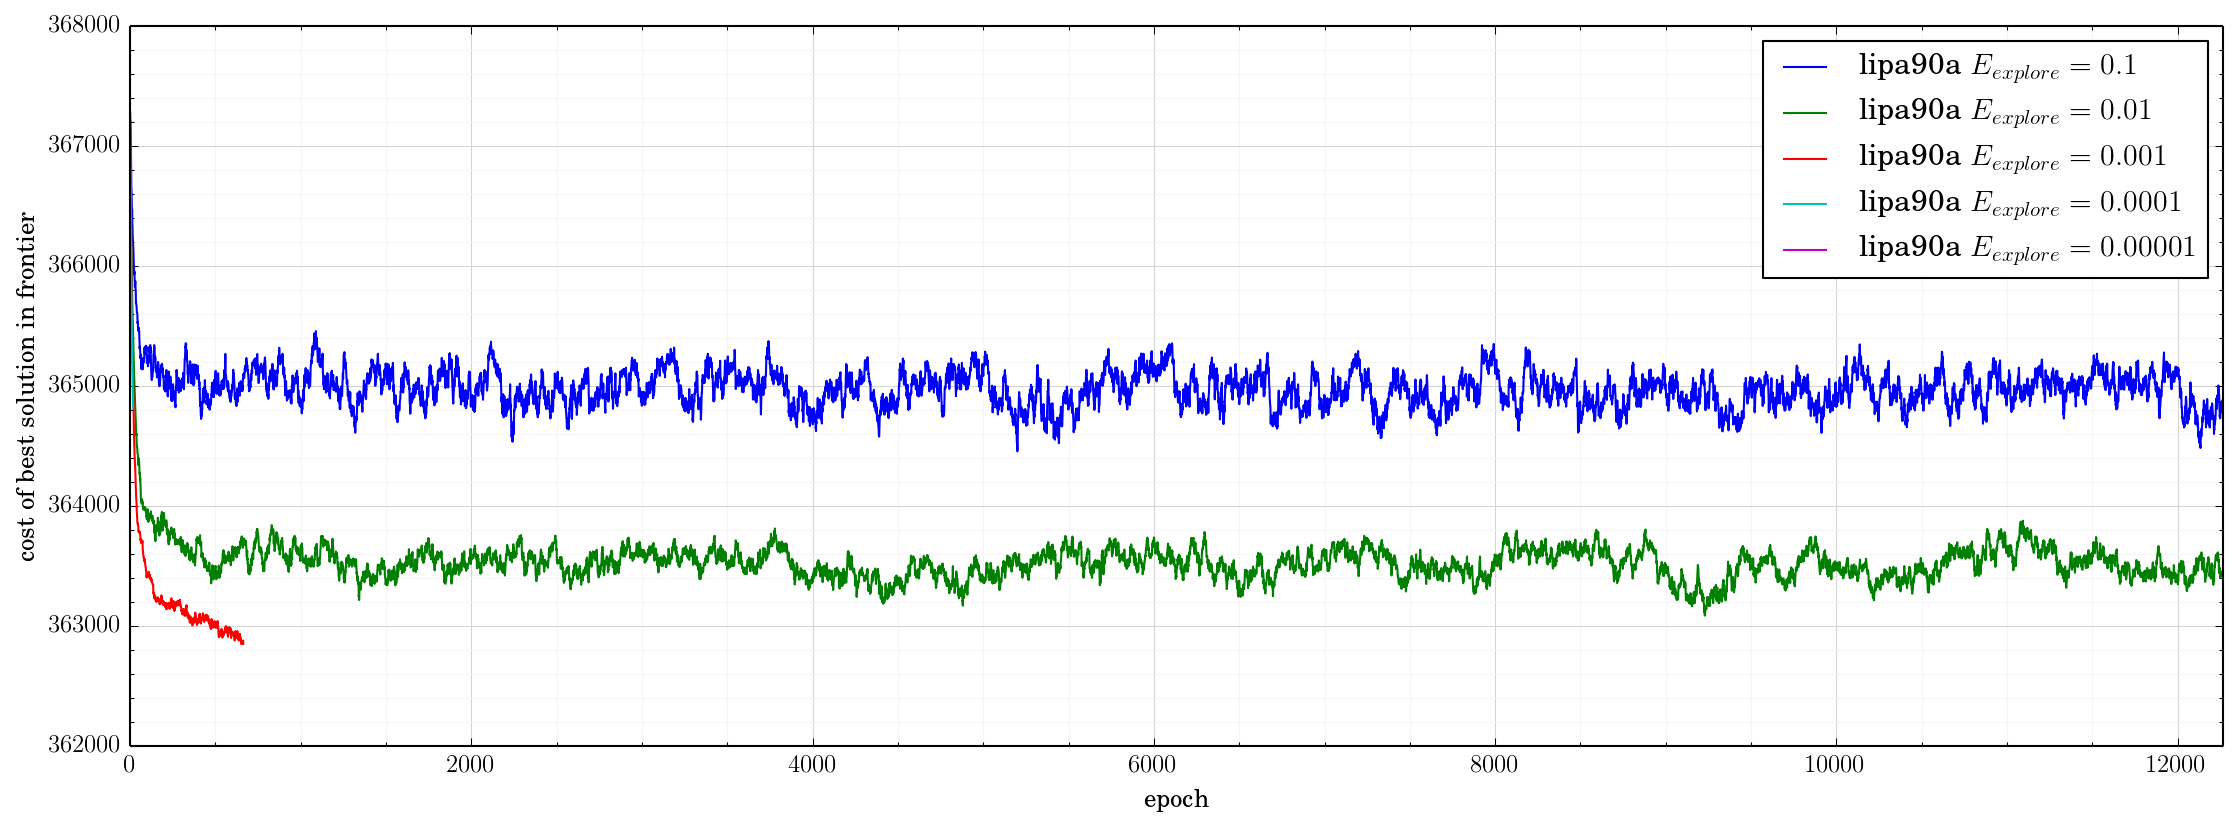 368000
367000
366000
365000
364000
363000
362000
cost of best solution in frontier
0 2000 4000 6000 8000 10000 12000
epoch
lipa90a E_explore = 0.1
lipa90a E_explore = 0.01
lipa90a E_explore = 0.001
lipa90a E_explore = 0.0001
lipa90a E_explore = 0.00001